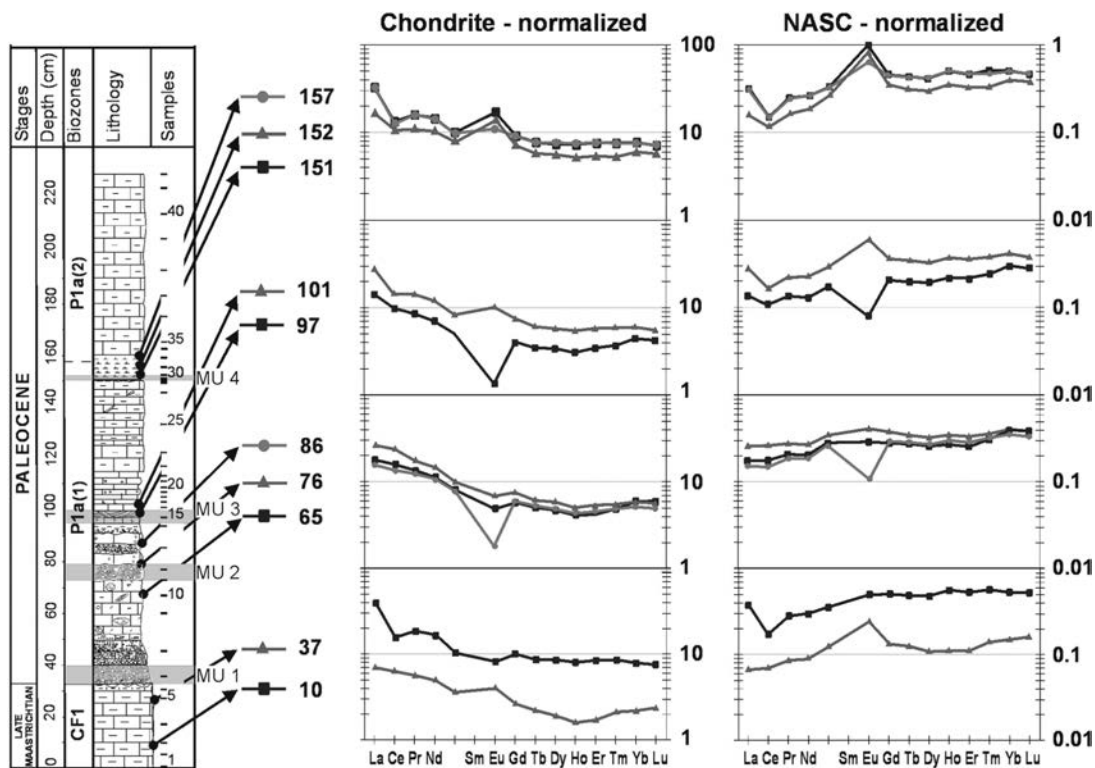 Chondrite - normalized
NASC - normalized
Stages
Depth (cm)
Biozones
Lithology
Samples
PALEOCENE
LATE
MAASTRICHTIAN
220
200
180
160
150
140
120
100
80
60
40
20
0
P1a(2)
P1a(1)
CF1
40
35
30
25
20
15
10
5
1
MU 4
MU 3
MU 2
MU 1
157
152
151
101
97
86
76
65
37
10
100
10
1
10
1
10
1
10
1
1
0.1
0.01
0.1
0.01
0.1
0.01
0.1
0.01
La Ce Pr Nd Sm Eu Gd Tb Dy Ho Er Tm Yb Lu
La Ce Pr Nd Sm Eu Gd Tb Dy Ho Er Tm Yb Lu